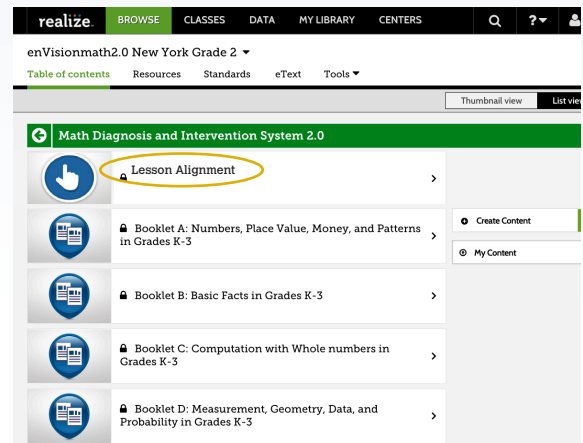 realize. BROWSE CLASSES DATA MY LIBRARY CENTERS ?
enVisionmath2.0 New York Grade 2
Table of contents Resources Standards eText Tools
Thumbnail view List vie
Math Diagnosis and Intervention System 2.0
Lesson Alignment
Booklet A: Numbers, Place Value, Money, and Patterns
in Grades K-3
Create Content
My Content
Booklet B: Basic Facts in Grades K-3
Booklet C: Computation with Whole numbers in
Grades K-3
Booklet D: Measurement, Geometry, Data, and
Probability in Grades K-3